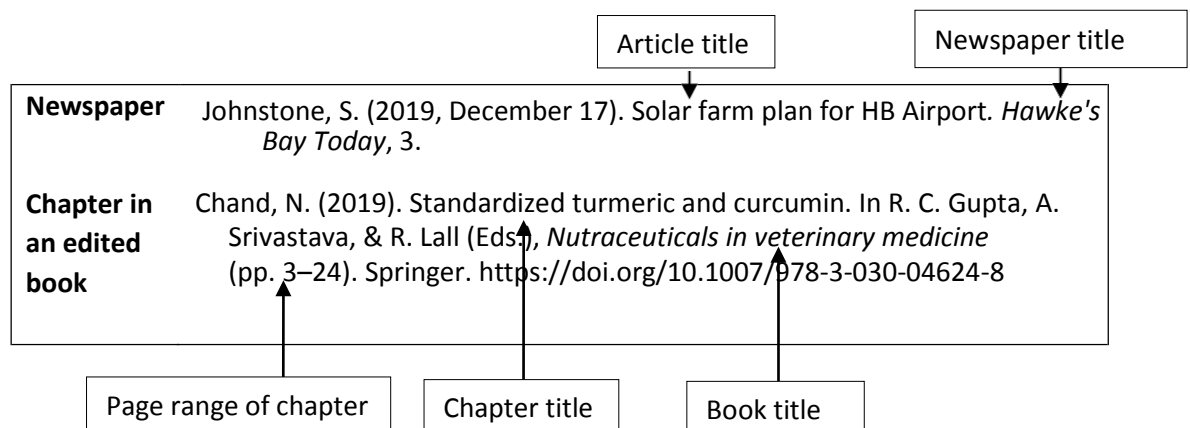 Article title
Newspaper title
Newspaper
Johnstone, S. (2019, December 17). Solar farm plan for HB Airport. Hawke's
Bay Today, 3.
Chapter in
an edited
book
Chand, N. (2019). Standardized turmeric and curcumin. In R. C. Gupta, A.
Srivastava, & R. Lall (Eds.), Nutraceuticals in veterinary medicine
(pp. 3–24). Springer. https://doi.org/10.1007/978-3-030-04624-8
Page range of chapter
Chapter title
Book title